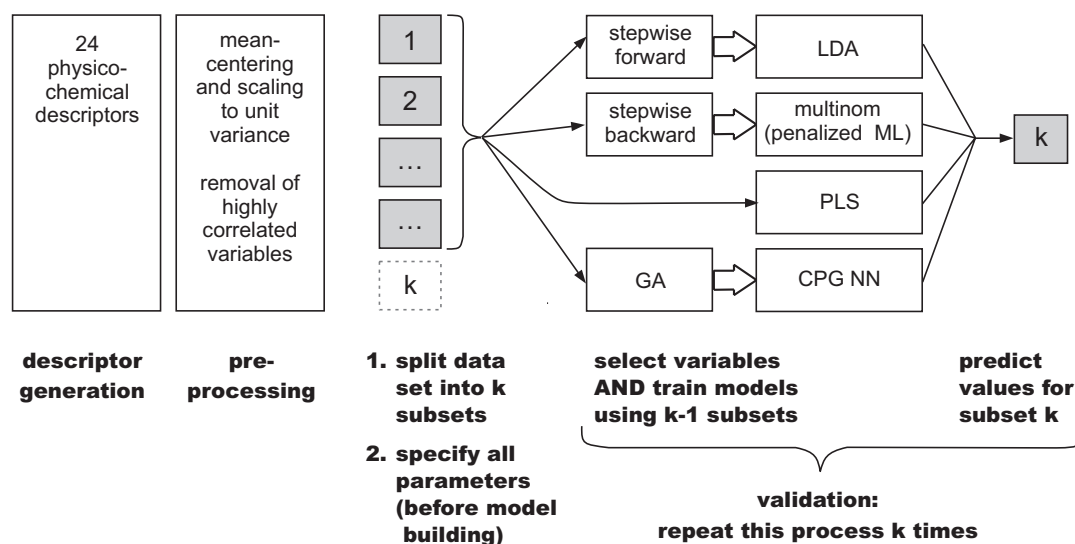 24
physico-
chemical
descriptors
mean-
centering
and scaling
to unit
variance
removal of
highly
correlated
variables
1
2
...
...
k
stepwise
forward
LDA
stepwise
backward
multinom
(penalized ML)
PLS
GA
CPG NN
k
descriptor
generation
pre-
processing
1. split data
set into k
subsets
2. specify all
parameters
(before model
building)
select variables
AND train models
using k-1 subsets
predict
values for
subset k
validation:
repeat this process k times